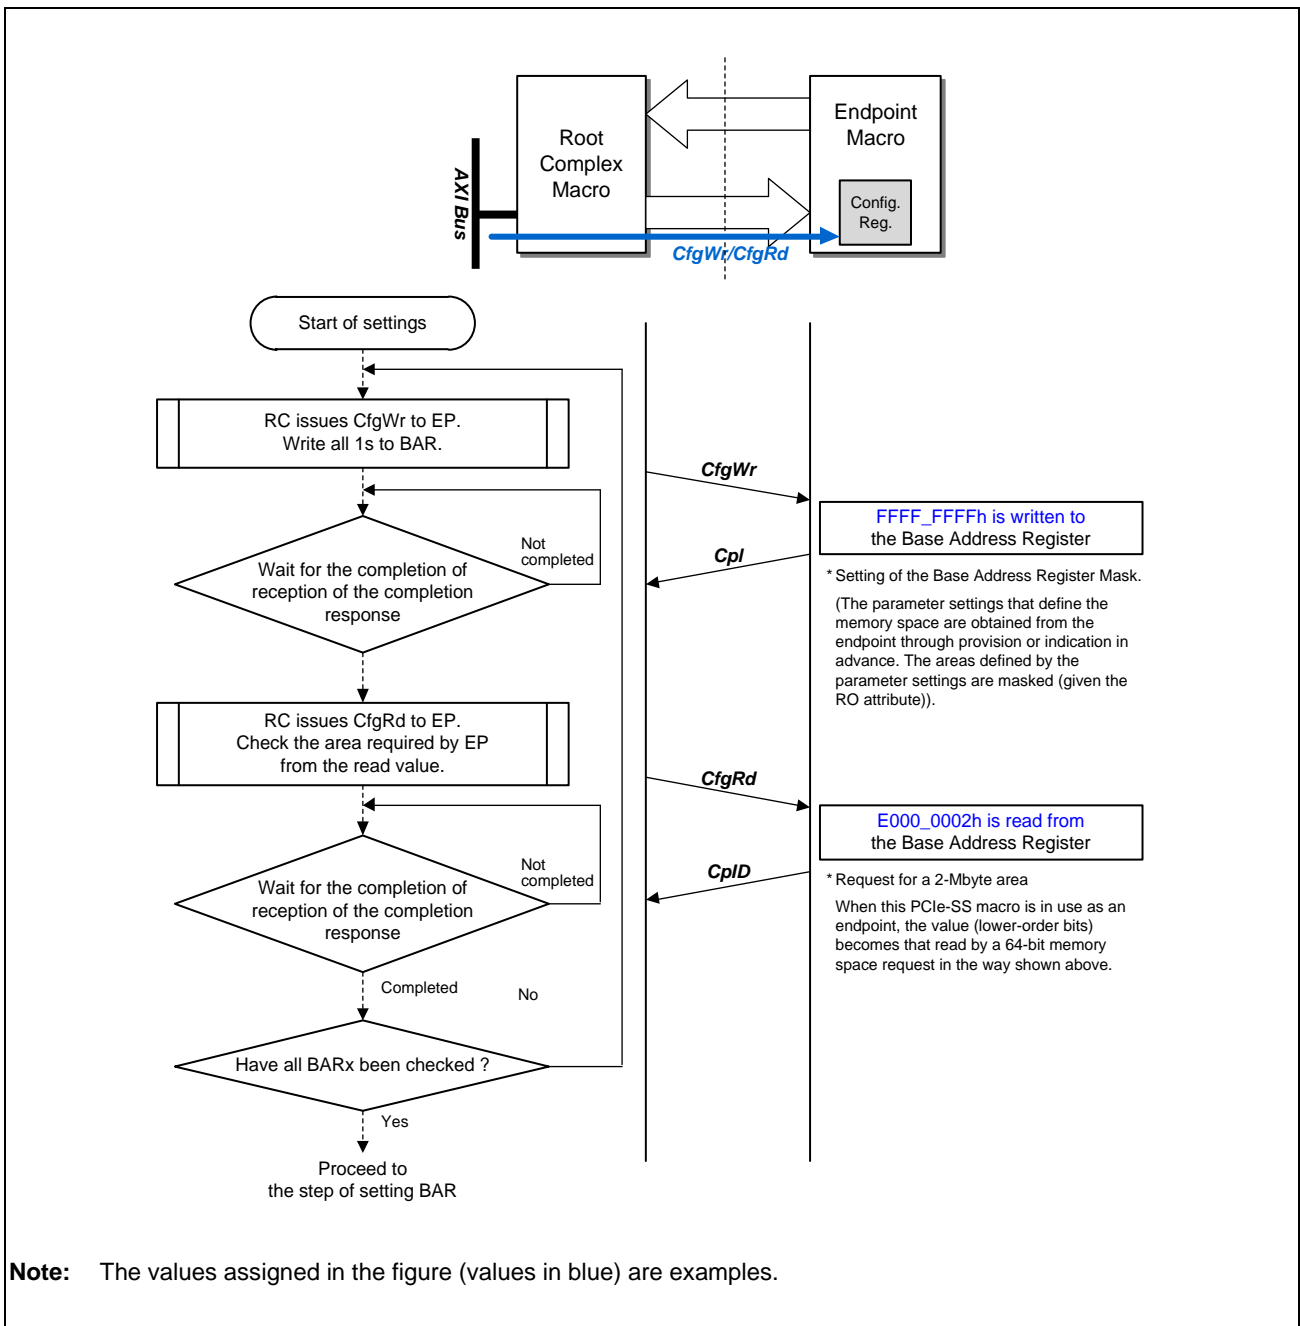 Root
Complex
Macro
Endpoint
Macro
Config.
Reg.
AXI Bus
CfgWr/CfgRd
Start of settings
RC issues CfgWr to EP.
Write all 1s to BAR.
CfgWr
FFFF_FFFFh is written to
the Base Address Register
Not
completed
Cpl
Wait for the completion of
reception of the completion
response
* Setting of the Base Address Register Mask.
(The parameter settings that define the
memory space are obtained from the
endpoint through provision or indication in
advance. The areas defined by the
parameter settings are masked (given the
RO attribute)).
RC issues CfgRd to EP.
Check the area required by EP
from the read value.
CfgRd
E000_0002h is read from
the Base Address Register
Not
completed
CplD
Wait for the completion of
reception of the completion
response
* Request for a 2-Mbyte area
When this PCIe-SS macro is in use as an
endpoint, the value (lower-order bits)
becomes that read by a 64-bit memory
space request in the way shown above.
Completed
No
Have all BARx been checked ?
Yes
Proceed to
the step of setting BAR
Note: The values assigned in the figure (values in blue) are examples.